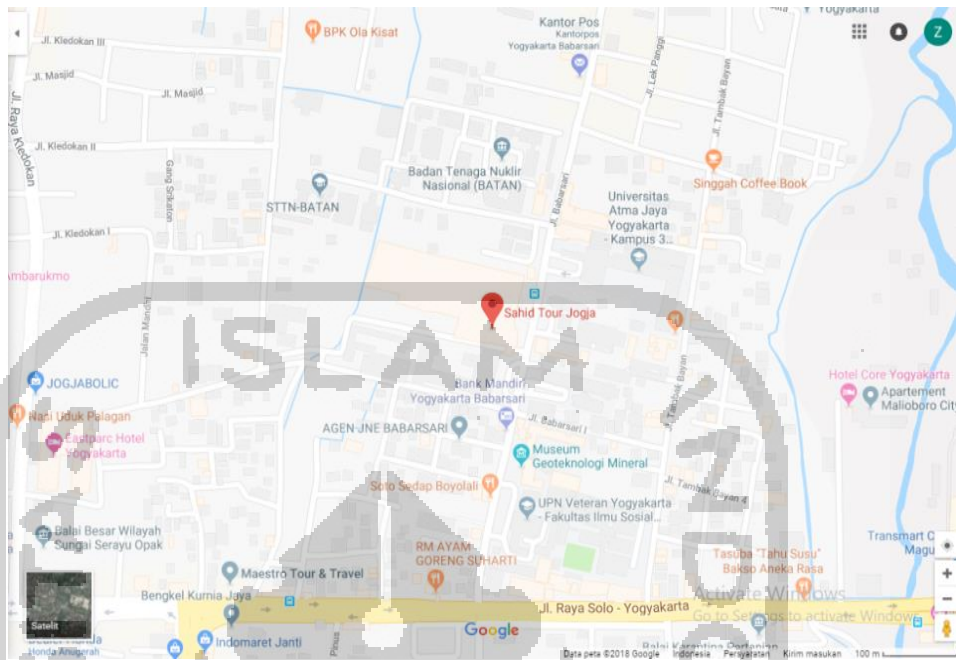 Yogyakarta
Kantor Pos
Kantorpos
Yogyakarta Babarsari
BPK Ola Kisat
Z
Jl. Kledokan III
Jl. Masjid
Jl. Masjid
Jl. Lek Panggi
Jl. Tambak Bayan
Jl. Raya Kledokan
Jl. Kledokan II
Gang Srikaton
Badan Tenaga Nuklir
Nasional (BATAN)
Singgah Coffee Book
STTN-BATAN
Jl. Babarsari
Universitas
Atma Jaya
Yogyakarta
- Kampus 3...
Jl. Kledokan I
Ambarukmo
Jalan Mandiri
Sahid Tour Jogja
ISLAM
Jl. Tambak Bayan
JOGJABOLIC
Bank Mandiri
Yogyakarta Babarsari
Hotel Core Yogyakarta
Apartement
Malioboro City
Nasi Uduk Palagan
AGEN JNE BABARSARI
Jl. Babarsari I
Eastparc Hotel
Yogyakarta
Museum
Geoteknologi Mineral
Soto Sedap Boyolali
Jl. Tambak Bayan 4
UPN Veteran Yogyakarta
- Fakultas Ilmu Sosial...
Balai Besar Wilayah
Sungai Serayu Opak
RM AYAM
GORENG SUHARTI
Tasuba "Tahu Susu"
Bakso Aneka Rasa
Transmart C
Magu
Maestro Tour & Travel
Bengkel Kurnia Jaya
Activate Windows
Go to Settings to activate Windows.
Jl. Raya Solo - Yogyakarta
Satelit
Google
Indomaret Janti
Honda Anugerah
Balai Karantina Pertanian
Data peta ©2018 Google
Indonesia
Persyaratan
Kirim masukan
100 m